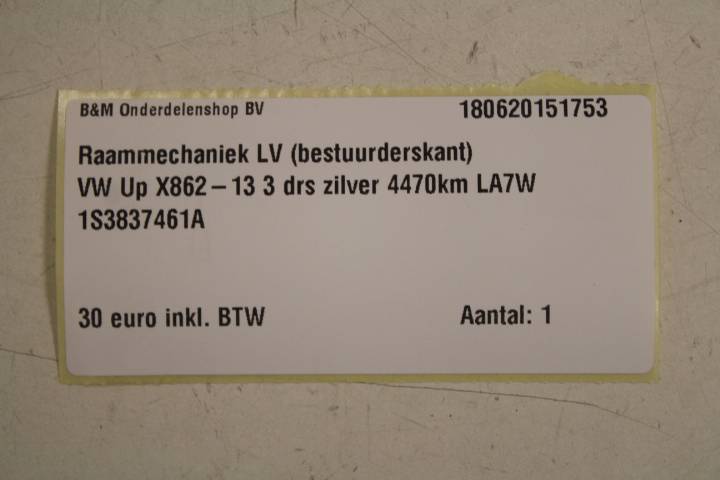 B&M Onderdelenshop BV 180620151753
Raammechaniek LV (bestuurderskant)
VW Up X862 – 13 3 drs zilver 4470km LA7W
1S3837461A
30 euro inkl. BTW Aantal: 1